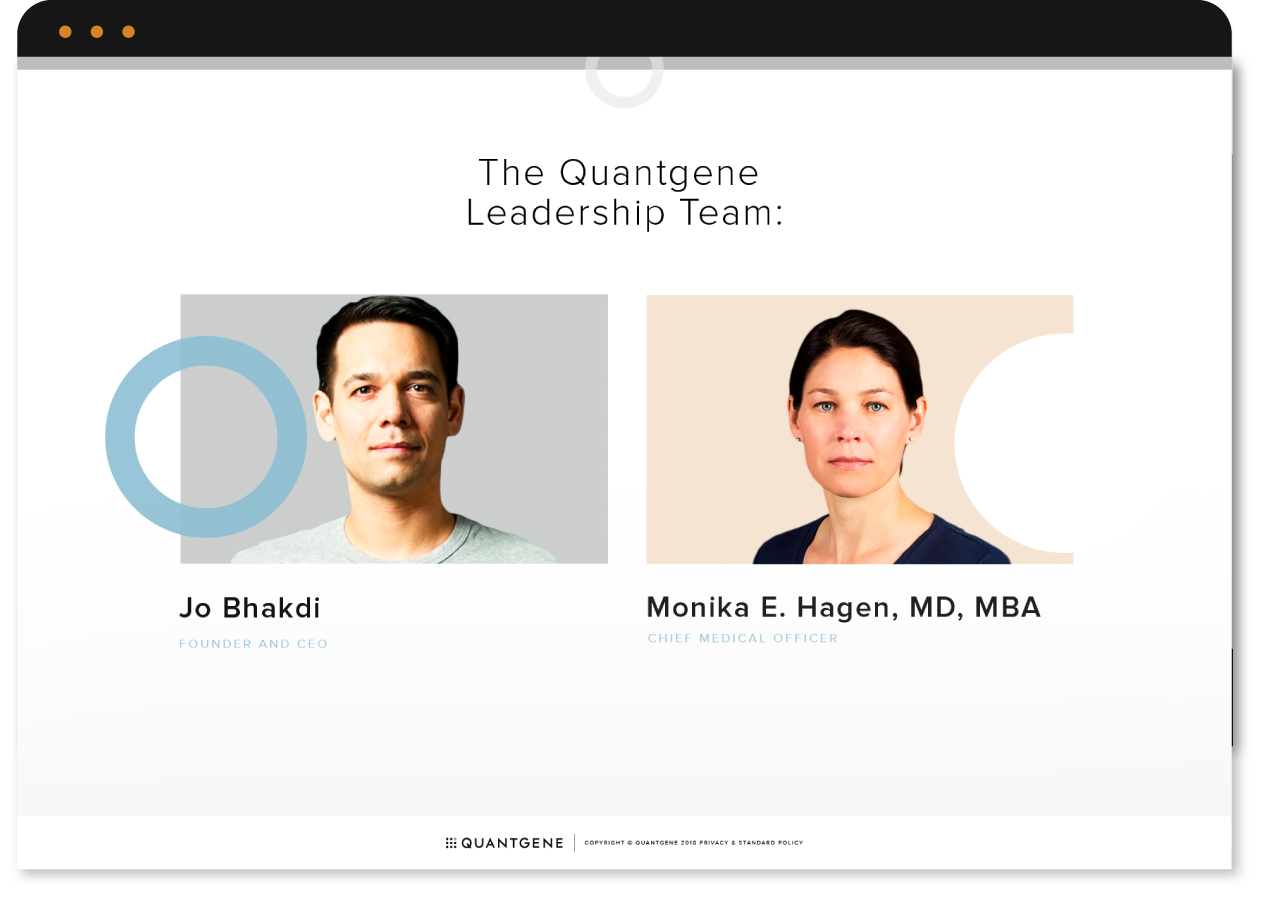 The Quantgene
Leadership Team:
Jo Bhakdi
FOUNDER AND CEO
Monika E. Hagen, MD, MBA
CHIEF MEDICAL OFFICER
QUANTGENE
COPYRIGHT © QUANTGENE 2018 PRIVACY & STANDARD POLICY